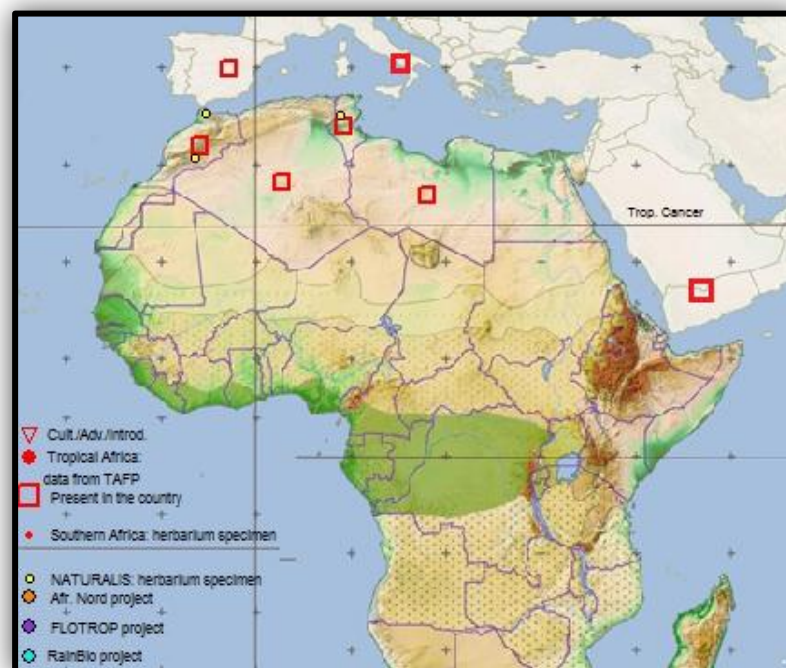 Trop. Cancer
Cult./Adv./Introd.
Tropical Africa:
data from TAFP
Present in the country
Southern Africa: herbarium specimen
NATURALIS: herbarium specimen
Afr. Nord project
FLOTROP project
RainBio project